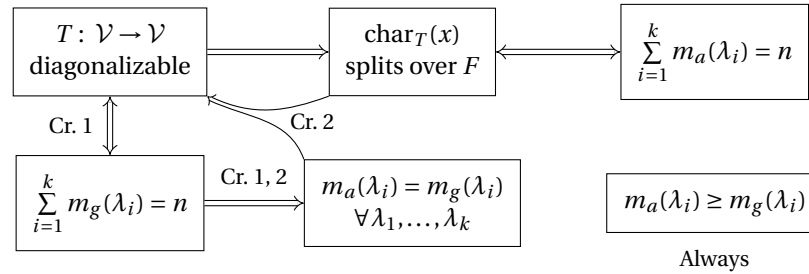 T : 𝒱 → 𝒱
diagonalizable
char_T(x)
splits over F
∑_{i=1}^{k} m_a(λ_i) = n
Cr. 1
Cr. 2
∑_{i=1}^{k} m_g(λ_i) = n
Cr. 1, 2
m_a(λ_i) = m_g(λ_i)
∀λ_1, …, λ_k
m_a(λ_i) ≥ m_g(λ_i)
Always